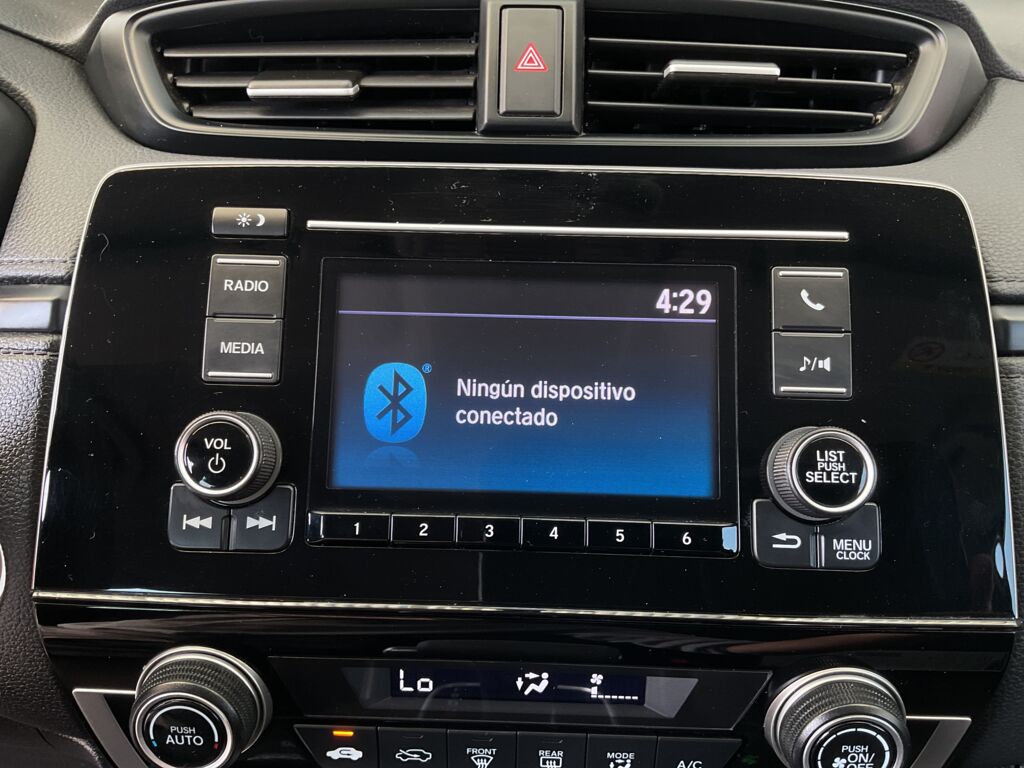 RADIO
MEDIA
4:29
®
Ningún dispositivo
conectado
VOL
LIST
PUSH
SELECT
1 2 3 4 5 6
MENU
CLOCK
Lo
PUSH
AUTO
FRONT
REAR
MODE
A/C
PUSH
ON/
OFF